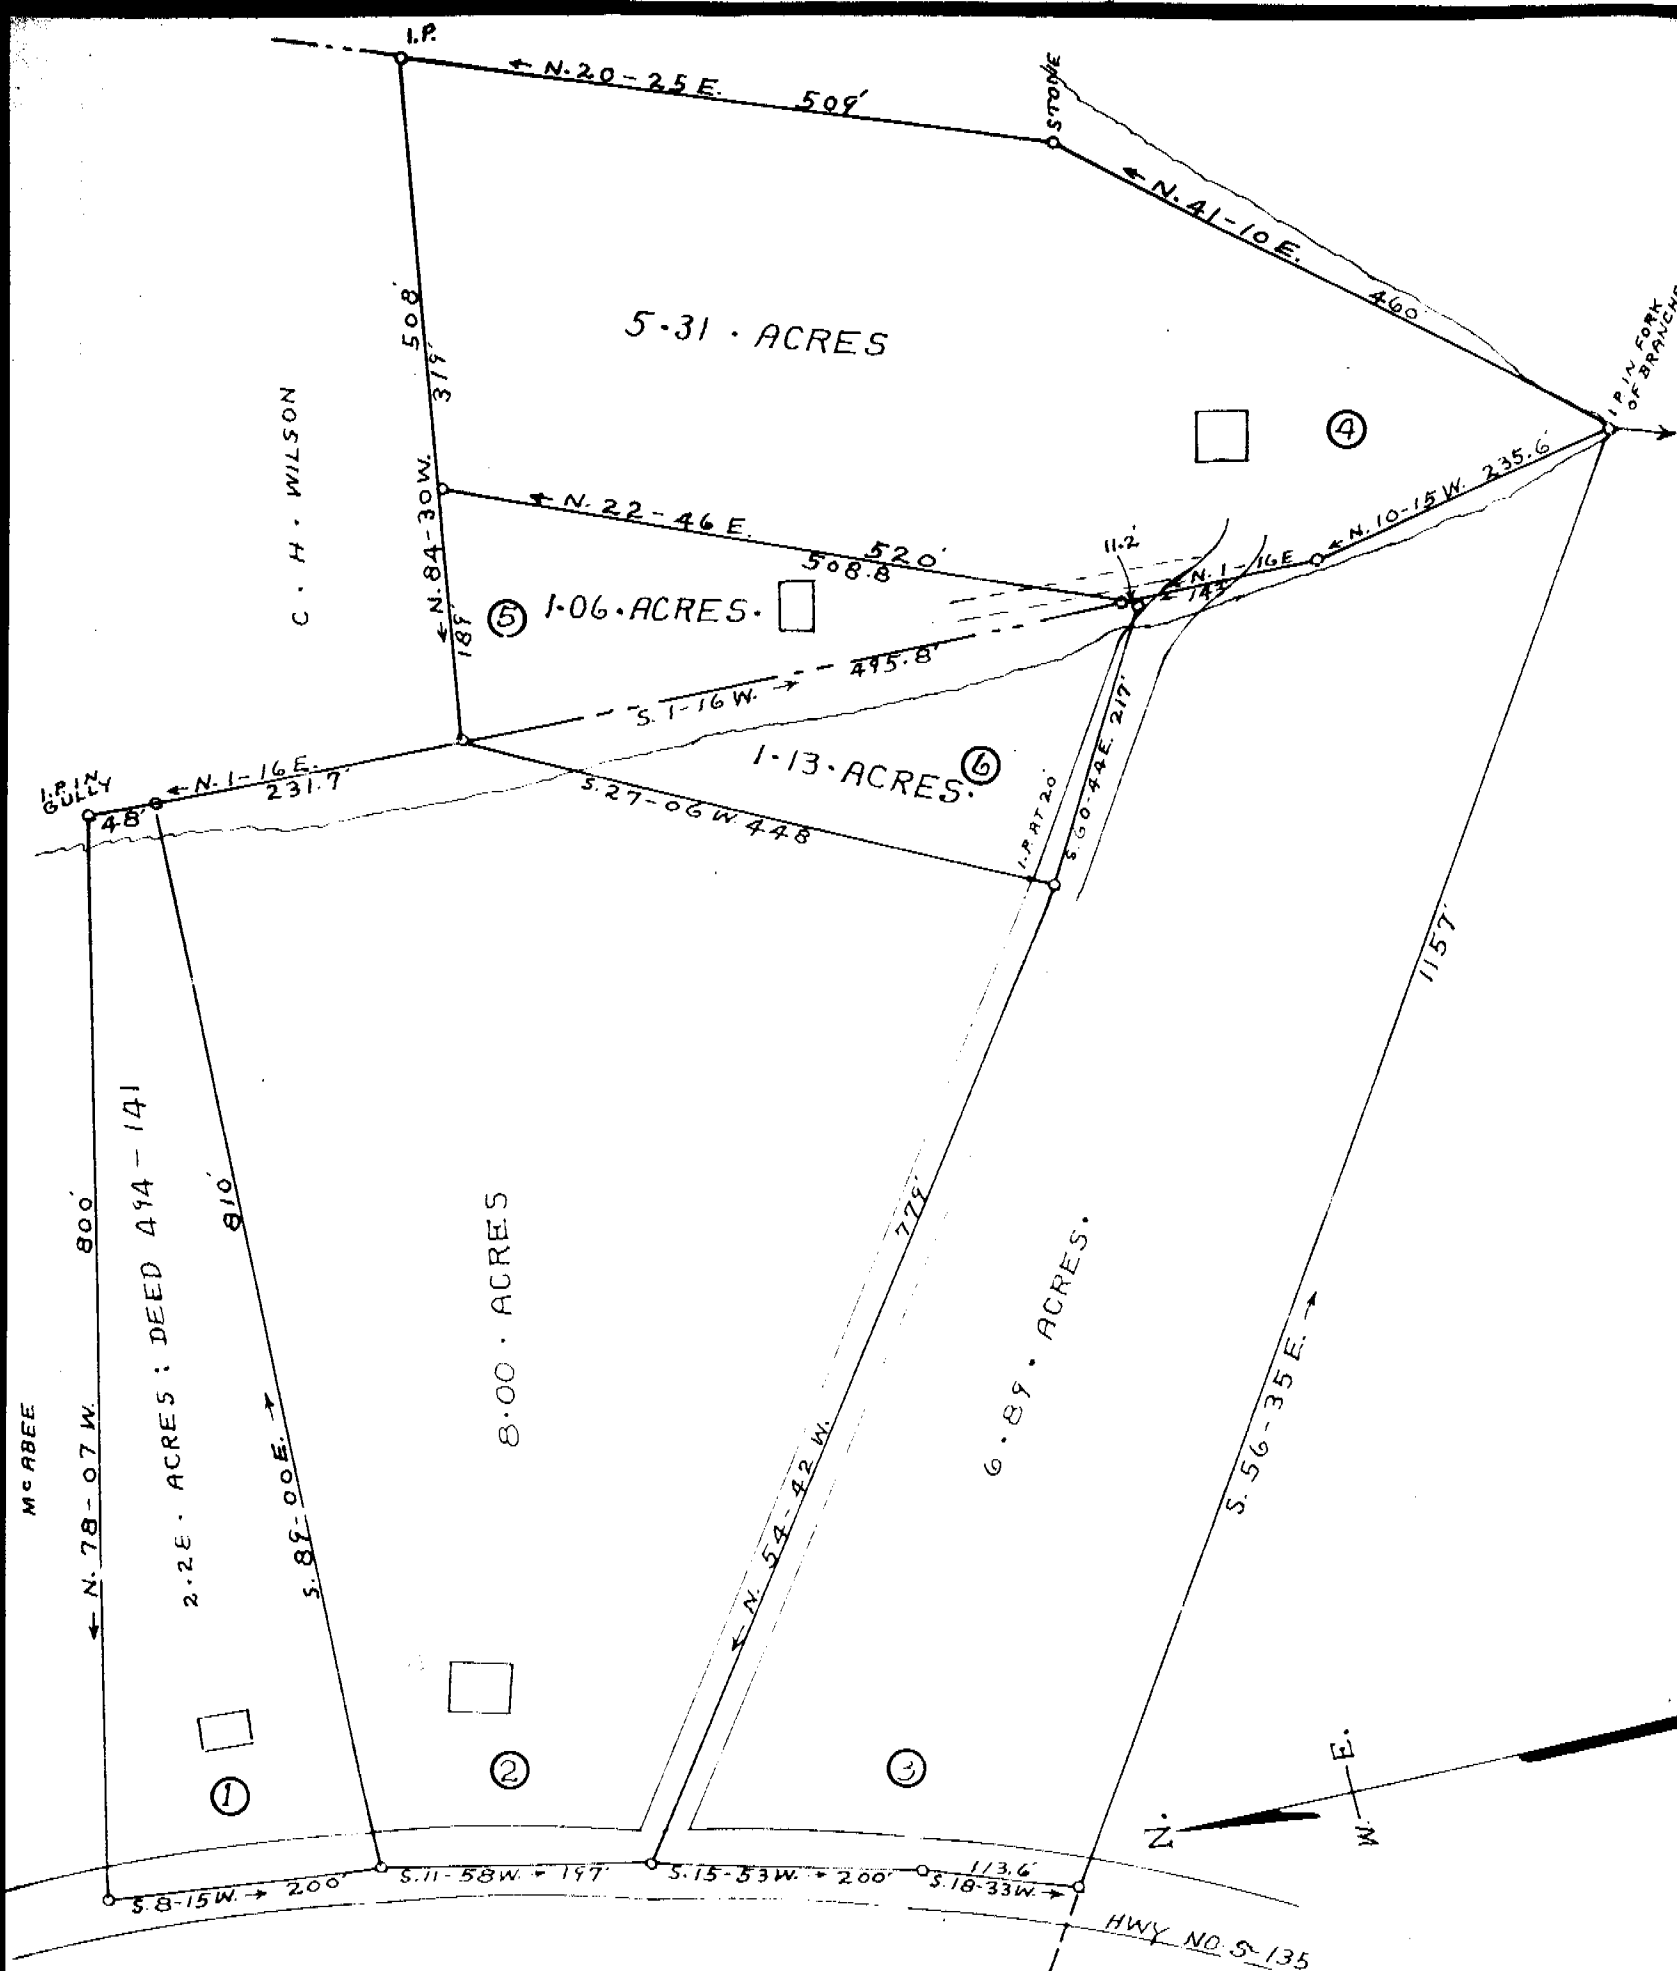 I.P.
← N. 20 - 25 E. 509'
STONE
← N. 41 - 10 E. 460'
I.P. IN FORK
OF BRANCHE
508'
319'
5.31 . ACRES
④
C. H. WILSON
← N. 84 - 30 W.
189'
← N. 22 - 46 E. 520'
508.8
11.2'
← N. 1 - 16 E
← N. 10 - 15 W. 235.6'
⑤ 1.06 . ACRES.
S. 1 - 16 W. → 495.8'
I.P. IN
GULLY
48'
← N. 1 - 16 E.
231.7'
1.13 . ACRES. ⑥
S. 27 - 06 W. 448
I.P. AT 20'
S. 60 - 44 E. 217'
1157'
S. 56 - 35 E. →
800'
← N. 78 - 07 W.
McABEE
2.2E . ACRES : DEED 494 - 141
810'
S. 89 - 00 E. →
8.00 . ACRES
779'
← N. 54 - 42 W.
6 . 89 . ACRES.
①
②
③
N.
E.
W.
S. 8 - 15 W. → 200'
S. 11 - 58 W. → 197'
S. 15 - 53 W. → 200'
113.6'
S. 18 - 33 W. →
HWY NO. S-135